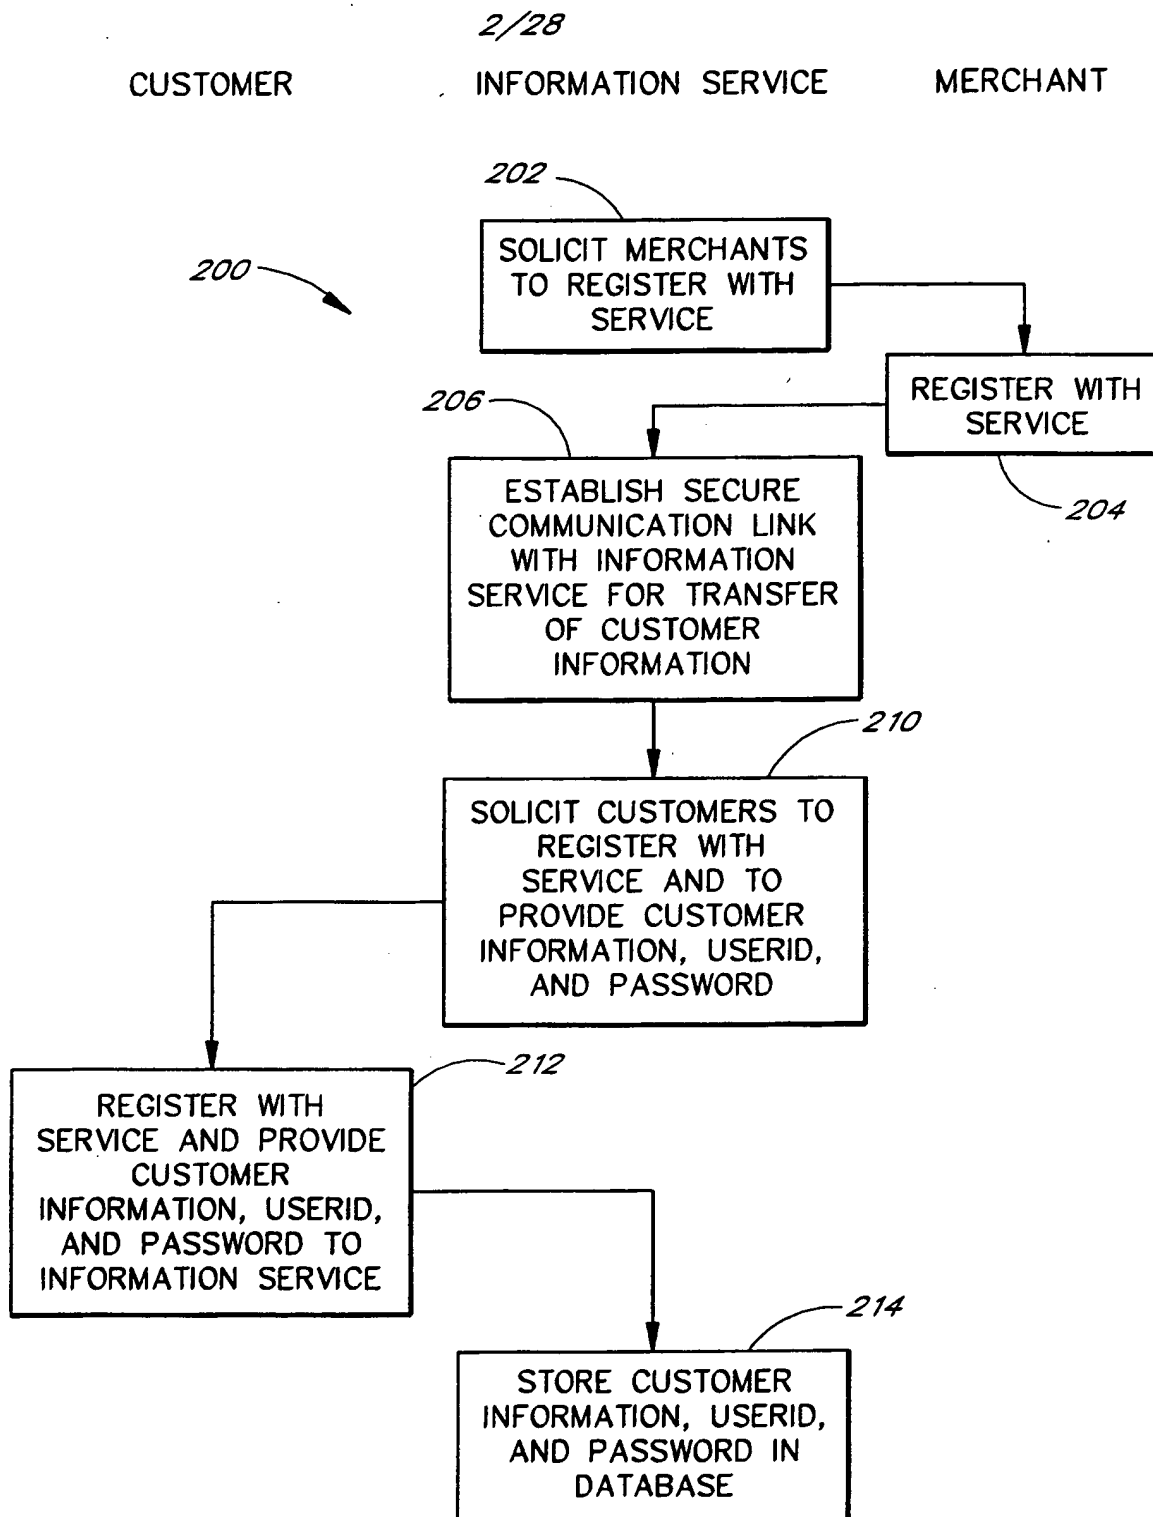 2/28
CUSTOMER INFORMATION SERVICE MERCHANT
202
SOLICIT MERCHANTS
TO REGISTER WITH
SERVICE
200
REGISTER WITH
SERVICE
204
206
ESTABLISH SECURE
COMMUNICATION LINK
WITH INFORMATION
SERVICE FOR TRANSFER
OF CUSTOMER
INFORMATION
210
SOLICIT CUSTOMERS TO
REGISTER WITH
SERVICE AND TO
PROVIDE CUSTOMER
INFORMATION, USERID,
AND PASSWORD
212
REGISTER WITH
SERVICE AND PROVIDE
CUSTOMER
INFORMATION, USERID,
AND PASSWORD TO
INFORMATION SERVICE
214
STORE CUSTOMER
INFORMATION, USERID,
AND PASSWORD IN
DATABASE